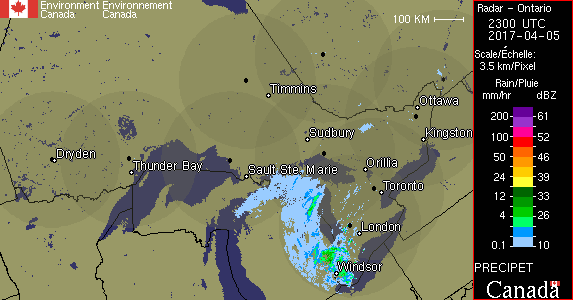 Environment Environnement
Canada Canada
100 KM
Timmins
Ottawa
Sudbury
Kingston
Dryden
Thunder Bay
Sault Ste. Marie
Orillia
Toronto
London
Windsor
Radar - Ontario
2300 UTC
2017-04-05
Scale/Échelle:
3.5 km/Pixel
Rain/Pluie
mm/hr dBZ
200 61
100 52
50 46
24 39
12 33
4 26
0.1 10
PRECIPET
Canada